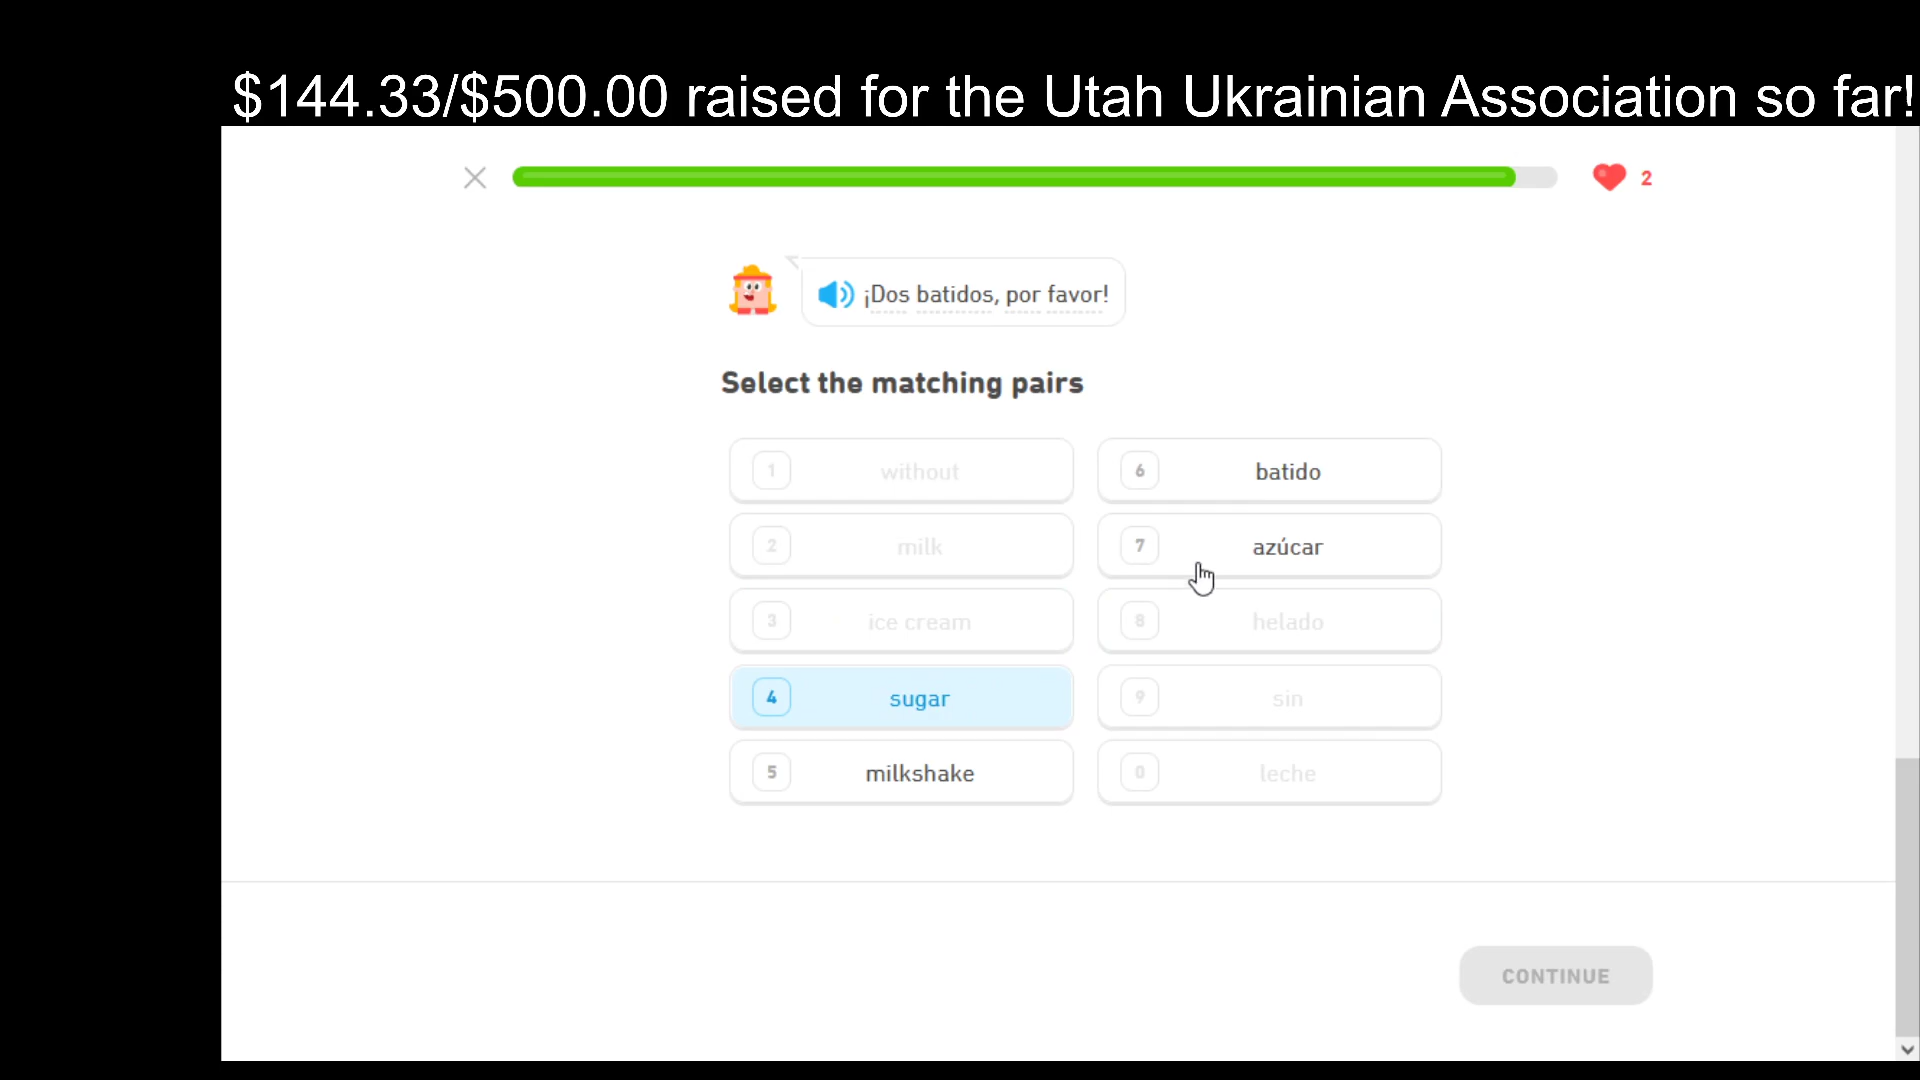 $144.33/$500.00 raised for the Utah Ukrainian Association so far!
2
¡Dos batidos, por favor!
Select the matching pairs
1 without
6 batido
2 milk
7 azúcar
3 ice cream
8 helado
4 sugar
9 sin
5 milkshake
0 leche
CONTINUE